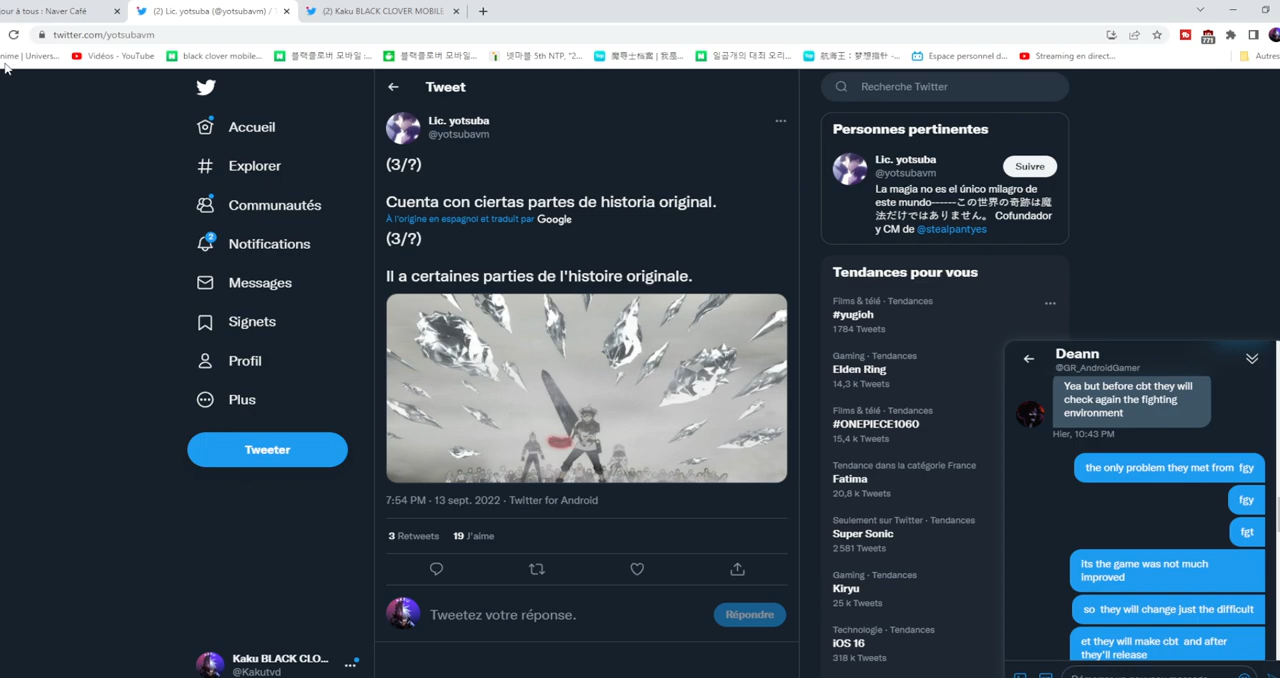 our à tous : Naver Café
(2) Lic. yotsuba (@yotsubavm) /
(2) Kaku BLACK CLOVER MOBILE
twitter.com/yotsubavm
771
nime | Univers...
Vidéos - YouTube
black clover mobile...
블랙클로버 모바일 :...
블랙클로버 모바일...
넷마블 5th NTP, "2...
魔导士档案 | 我是...
일곱개의 대죄 오리...
航海王：梦想指针 -...
Espace personnel d...
Streaming en direct...
Autres
Accueil
Explorer
Communautés
2
Notifications
Messages
Signets
Profil
Plus
Tweeter
Kaku BLACK CLO...
@Kakutvd
Tweet
Lic. yotsuba
@yotsubavm
(3/?)
Cuenta con ciertas partes de historia original.
À l'origine en espagnol et traduit par Google
(3/?)
Il a certaines parties de l'histoire originale.
7:54 PM · 13 sept. 2022 · Twitter for Android
3 Retweets 19 J'aime
Tweetez votre réponse.
Répondre
Recherche Twitter
Personnes pertinentes
Lic. yotsuba
@yotsubavm
Suivre
La magia no es el único milagro de
este mundo------この世界の奇跡は魔
法だけではありません。 Cofundador
y CM de @stealpantyes
Tendances pour vous
Films & télé · Tendances
#yugioh
1784 Tweets
Gaming · Tendances
Elden Ring
14,3 k Tweets
Films & télé · Tendances
#ONEPIECE1060
15,4 k Tweets
Tendance dans la catégorie France
Fatima
20,8 k Tweets
Seulement sur Twitter · Tendances
Super Sonic
2 581 Tweets
Gaming · Tendances
Kiryu
25 k Tweets
Technologie · Tendances
iOS 16
318 k Tweets
Deann
@GR_AndroidGamer
Yea but before cbt they will
check again the fighting
environment
Hier, 10:43 PM
the only problem they met from fgy
fgy
fgt
its the game was not much
improved
so they will change just the difficult
et they will make cbt and after
they'll release